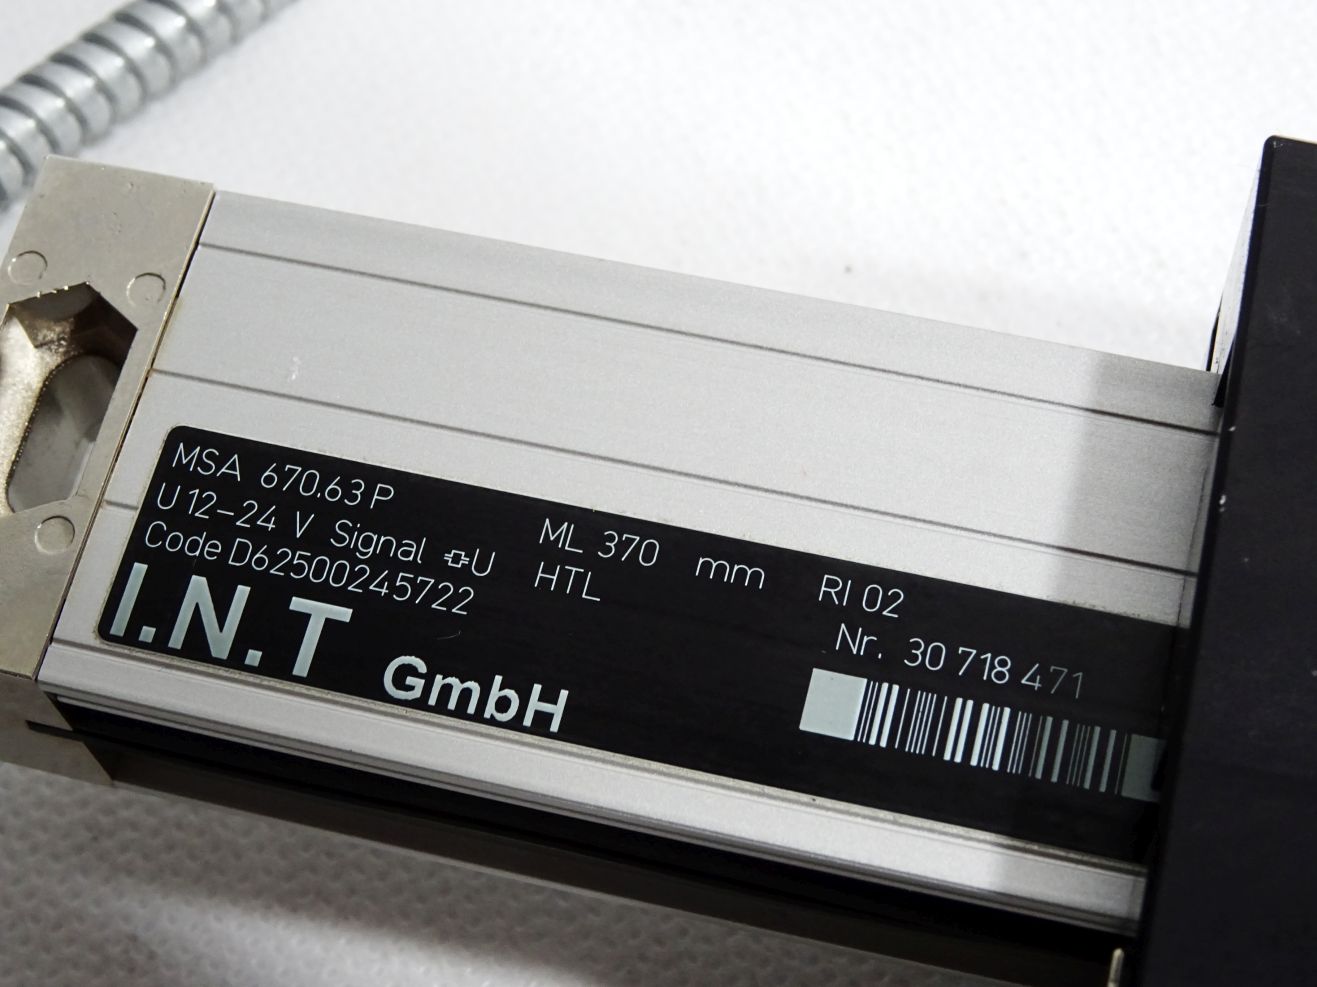 MSA 670.63 P ML 370 mm RI 02
U 12-24 V Signal ⎍U HTL Nr. 30 718 471
Code D62500245722
I.N.T GmbH